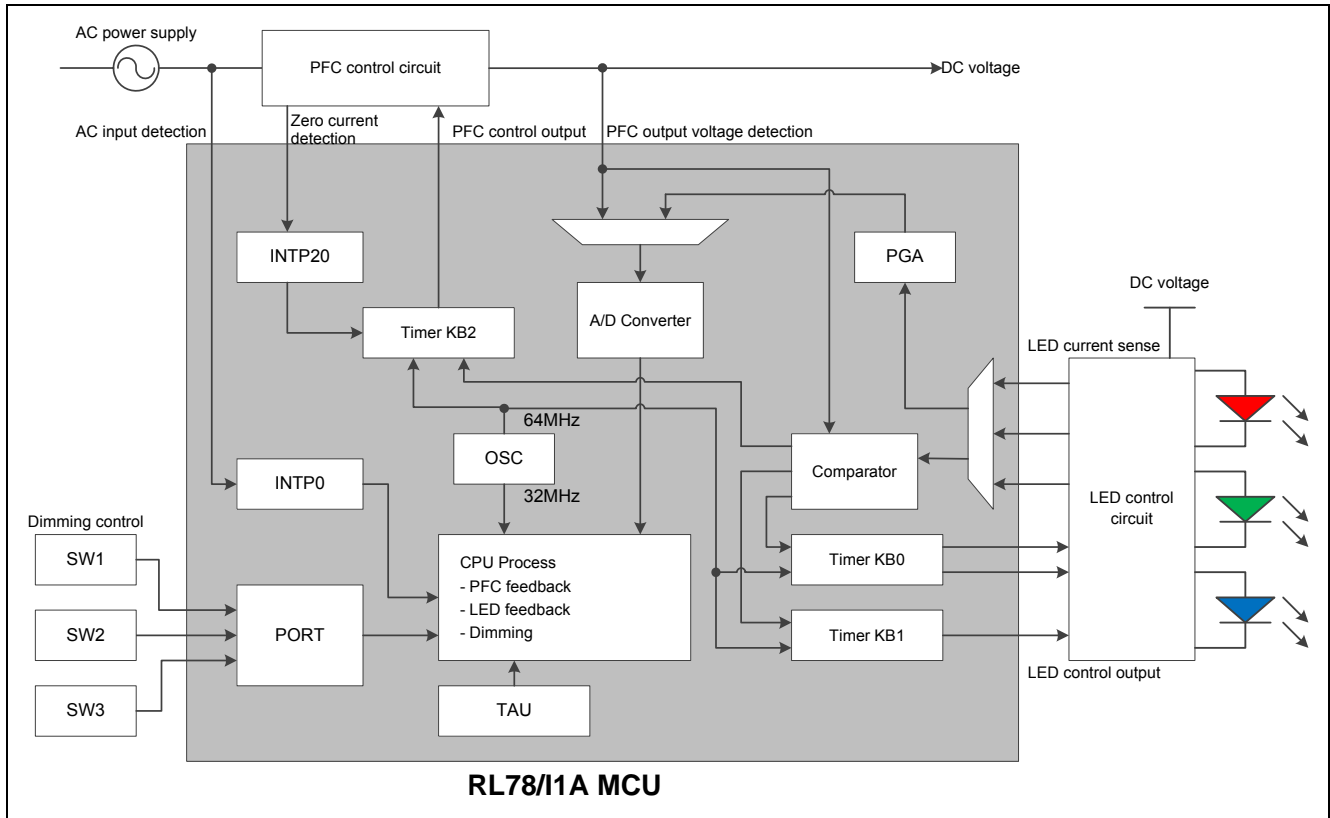 AC power supply
PFC control circuit
DC voltage
AC input detection
Zero current
detection
PFC control output
PFC output voltage detection
INTP20
PGA
DC voltage
Timer KB2
A/D Converter
LED current sense
64MHz
OSC
32MHz
INTP0
Comparator
LED control
circuit
Dimming control
SW1
SW2
SW3
PORT
CPU Process
- PFC feedback
- LED feedback
- Dimming
Timer KB0
Timer KB1
LED control output
TAU
RL78/I1A MCU